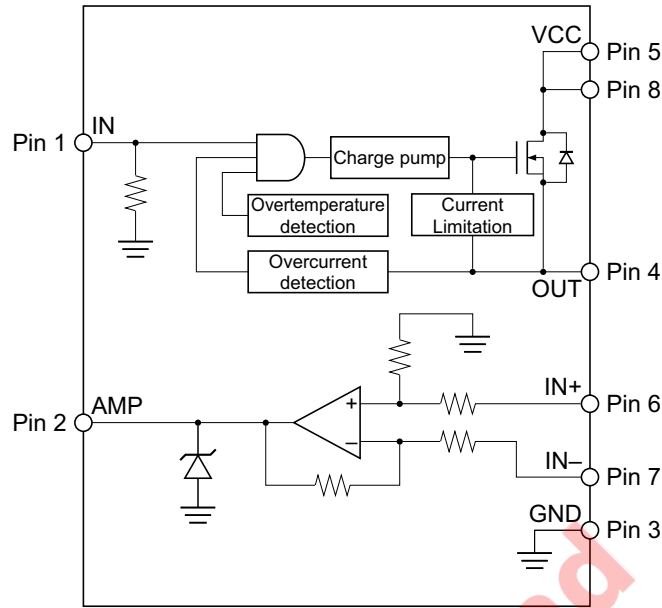 VCC
Pin 5
Pin 8
Pin 1
IN
Charge pump
Overtemperature
detection
Current
Limitation
Overcurrent
detection
Pin 4
OUT
IN+
Pin 6
Pin 2
AMP
+
–
IN–
Pin 7
GND
Pin 3